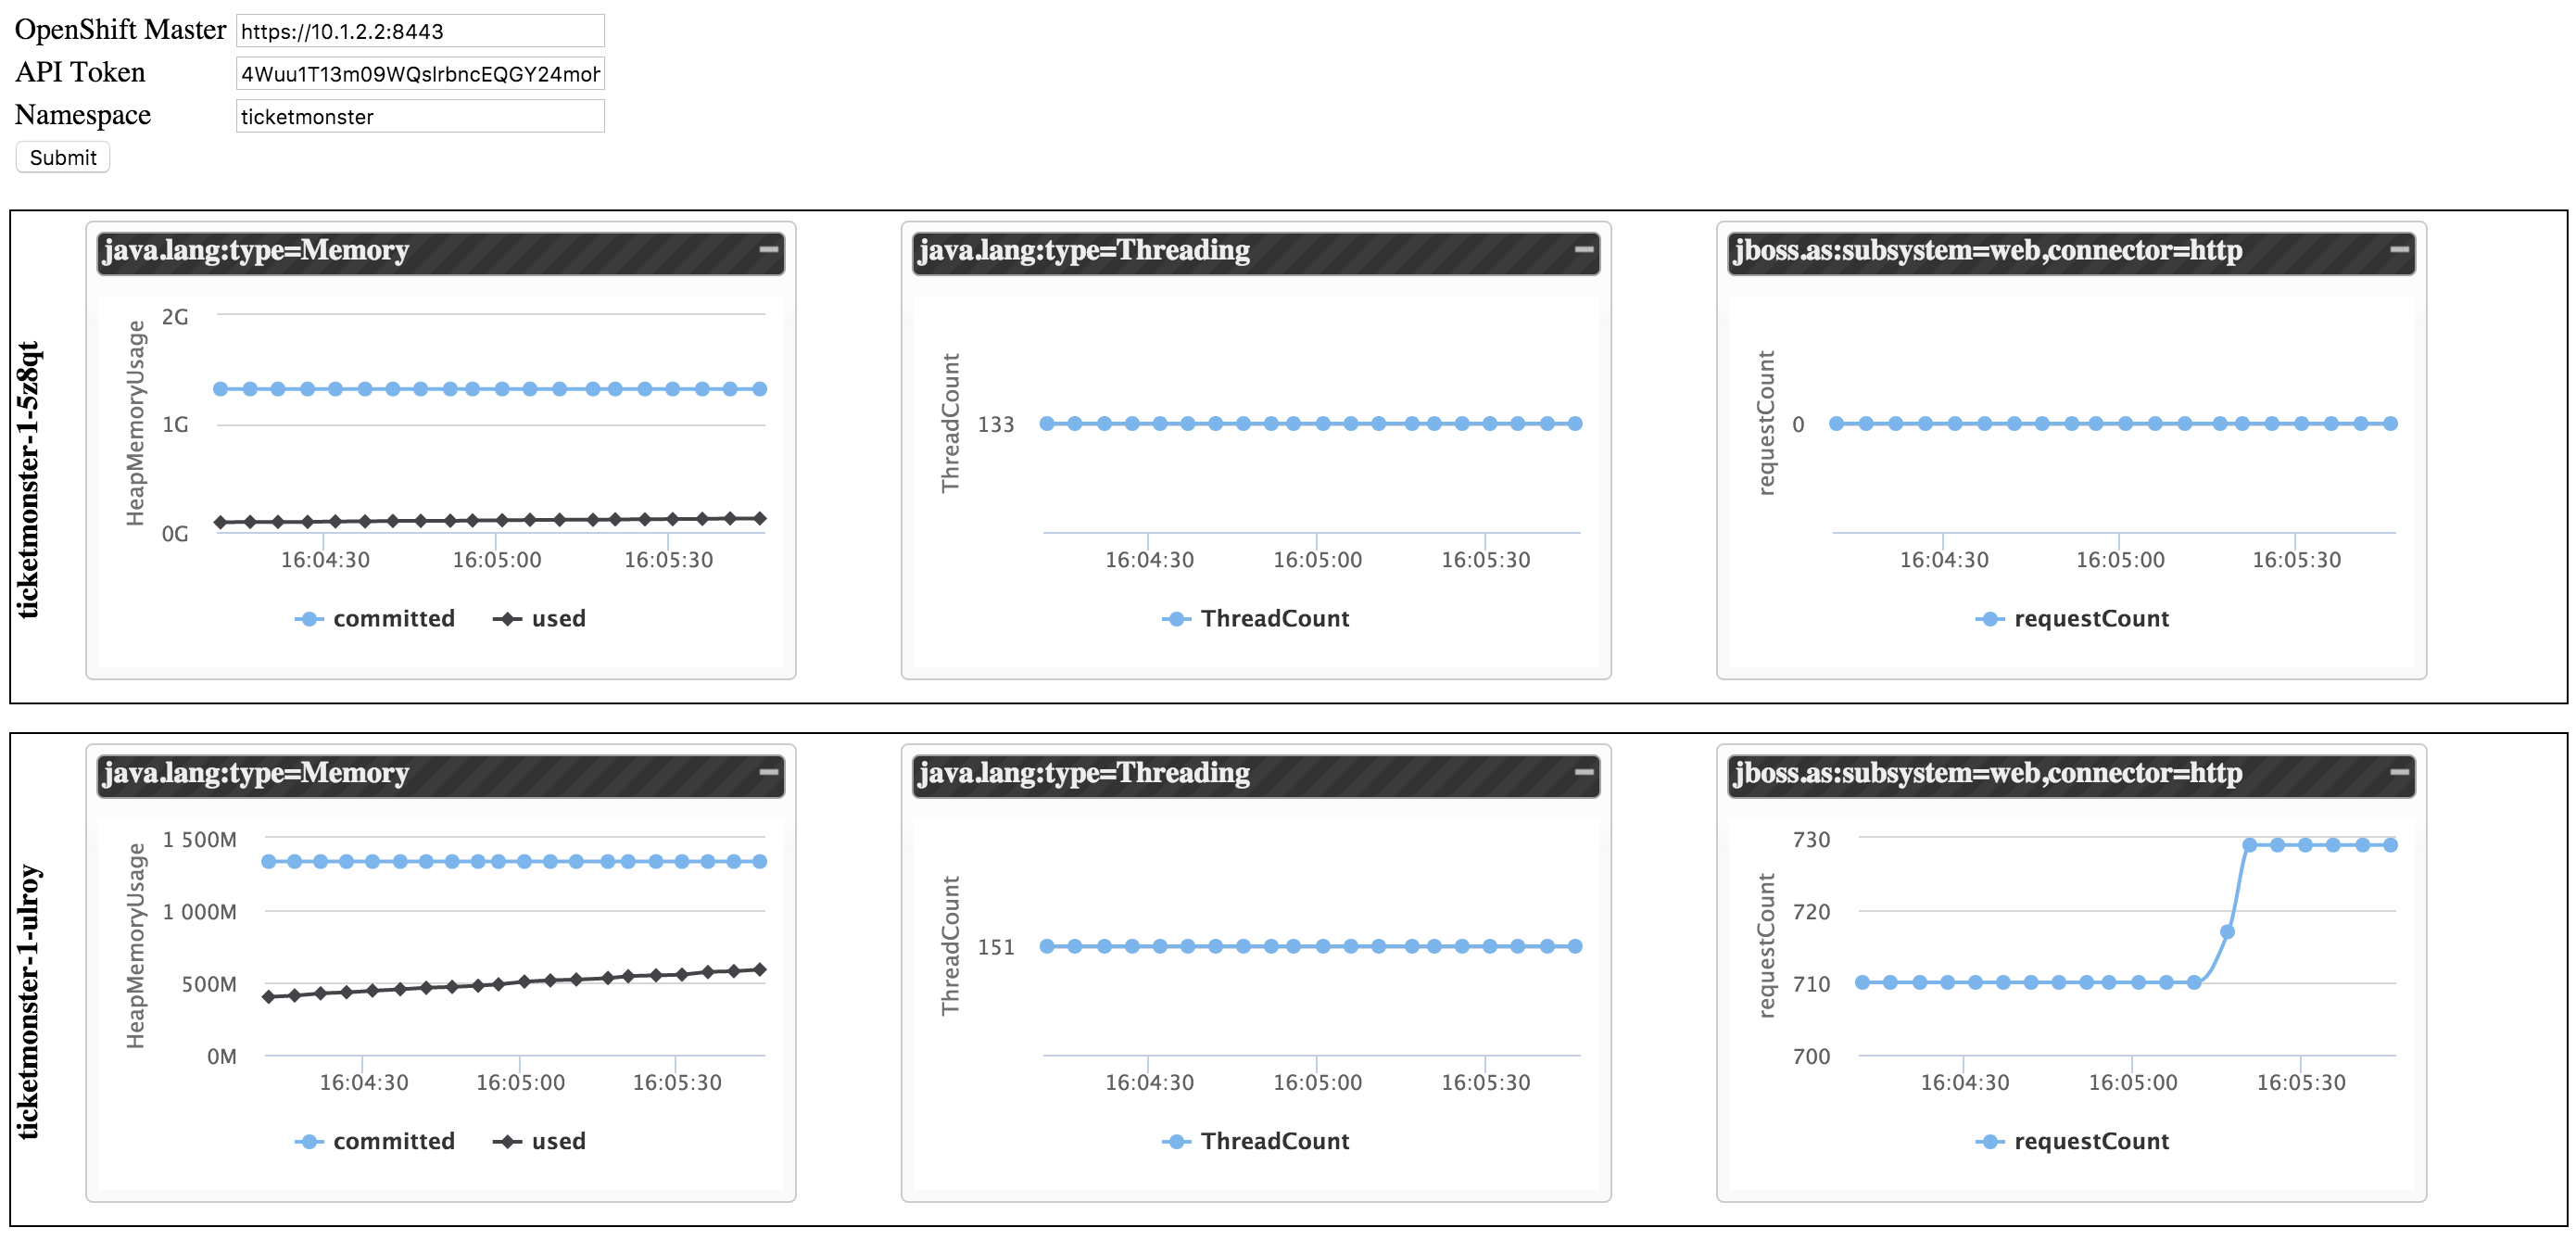 OpenShift Master https://10.1.2.2:8443
API Token 4Wuu1T13m09WQslrbncEQGY24moh
Namespace ticketmonster
Submit
ticketmonster-1-5z8qt
java.lang:type=Memory
HeapMemoryUsage
2G
1G
0G
16:04:30 16:05:00 16:05:30
committed used
java.lang:type=Threading
ThreadCount
133
16:04:30 16:05:00 16:05:30
ThreadCount
jboss.as:subsystem=web,connector=http
requestCount
0
16:04:30 16:05:00 16:05:30
requestCount
ticketmonster-1-ulroy
java.lang:type=Memory
HeapMemoryUsage
1 500M
1 000M
500M
0M
16:04:30 16:05:00 16:05:30
committed used
java.lang:type=Threading
ThreadCount
151
16:04:30 16:05:00 16:05:30
ThreadCount
jboss.as:subsystem=web,connector=http
requestCount
730
720
710
700
16:04:30 16:05:00 16:05:30
requestCount